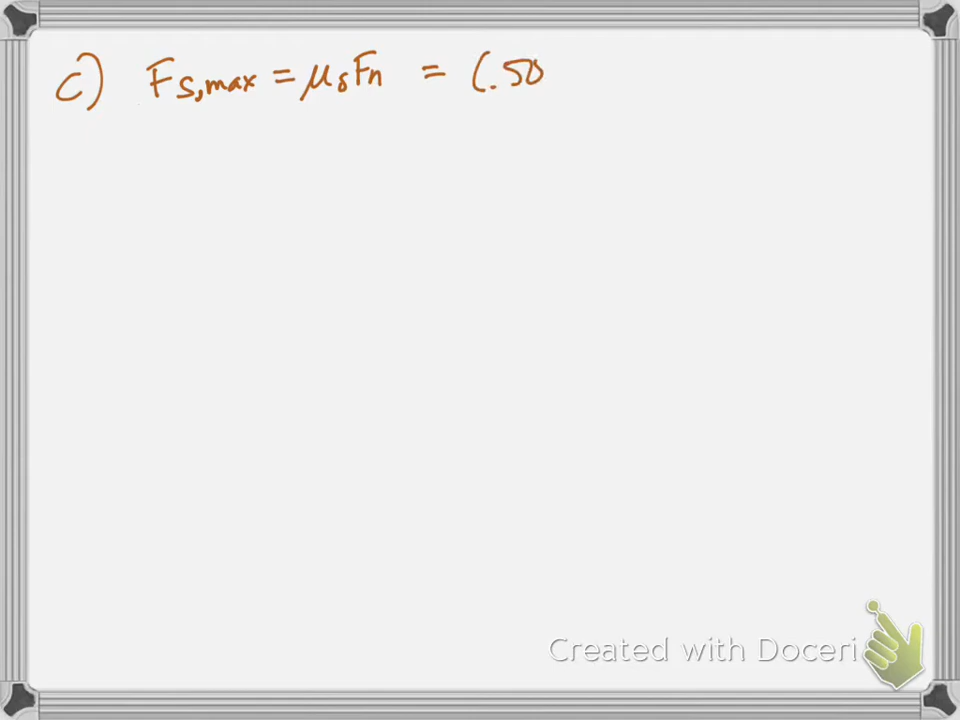 c) Fs,max = μsFn = (.50
Created with Doceri